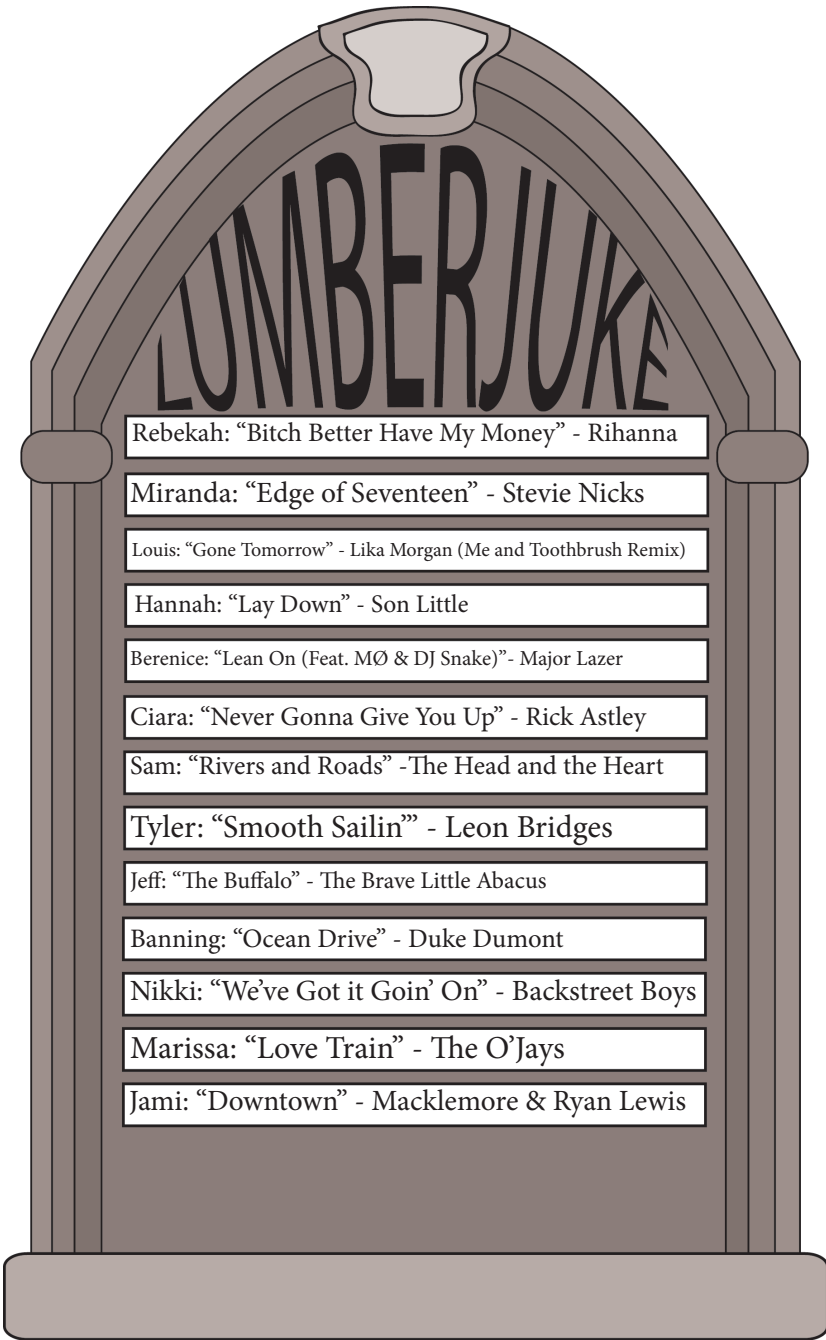 LUMBERJUKE
Rebekah: “Bitch Better Have My Money” - Rihanna
Miranda: “Edge of Seventeen” - Stevie Nicks
Louis: “Gone Tomorrow” - Lika Morgan (Me and Toothbrush Remix)
Hannah: “Lay Down” - Son Little
Berenice: “Lean On (Feat. MØ & DJ Snake)”- Major Lazer
Ciara: “Never Gonna Give You Up” - Rick Astley
Sam: “Rivers and Roads” -The Head and the Heart
Tyler: “Smooth Sailin’” - Leon Bridges
Jeff: “The Buffalo” - The Brave Little Abacus
Banning: “Ocean Drive” - Duke Dumont
Nikki: “We’ve Got it Goin’ On” - Backstreet Boys
Marissa: “Love Train” - The O’Jays
Jami: “Downtown” - Macklemore & Ryan Lewis